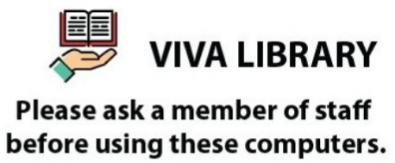 VIVA LIBRARY
Please ask a member of staff
before using these computers.